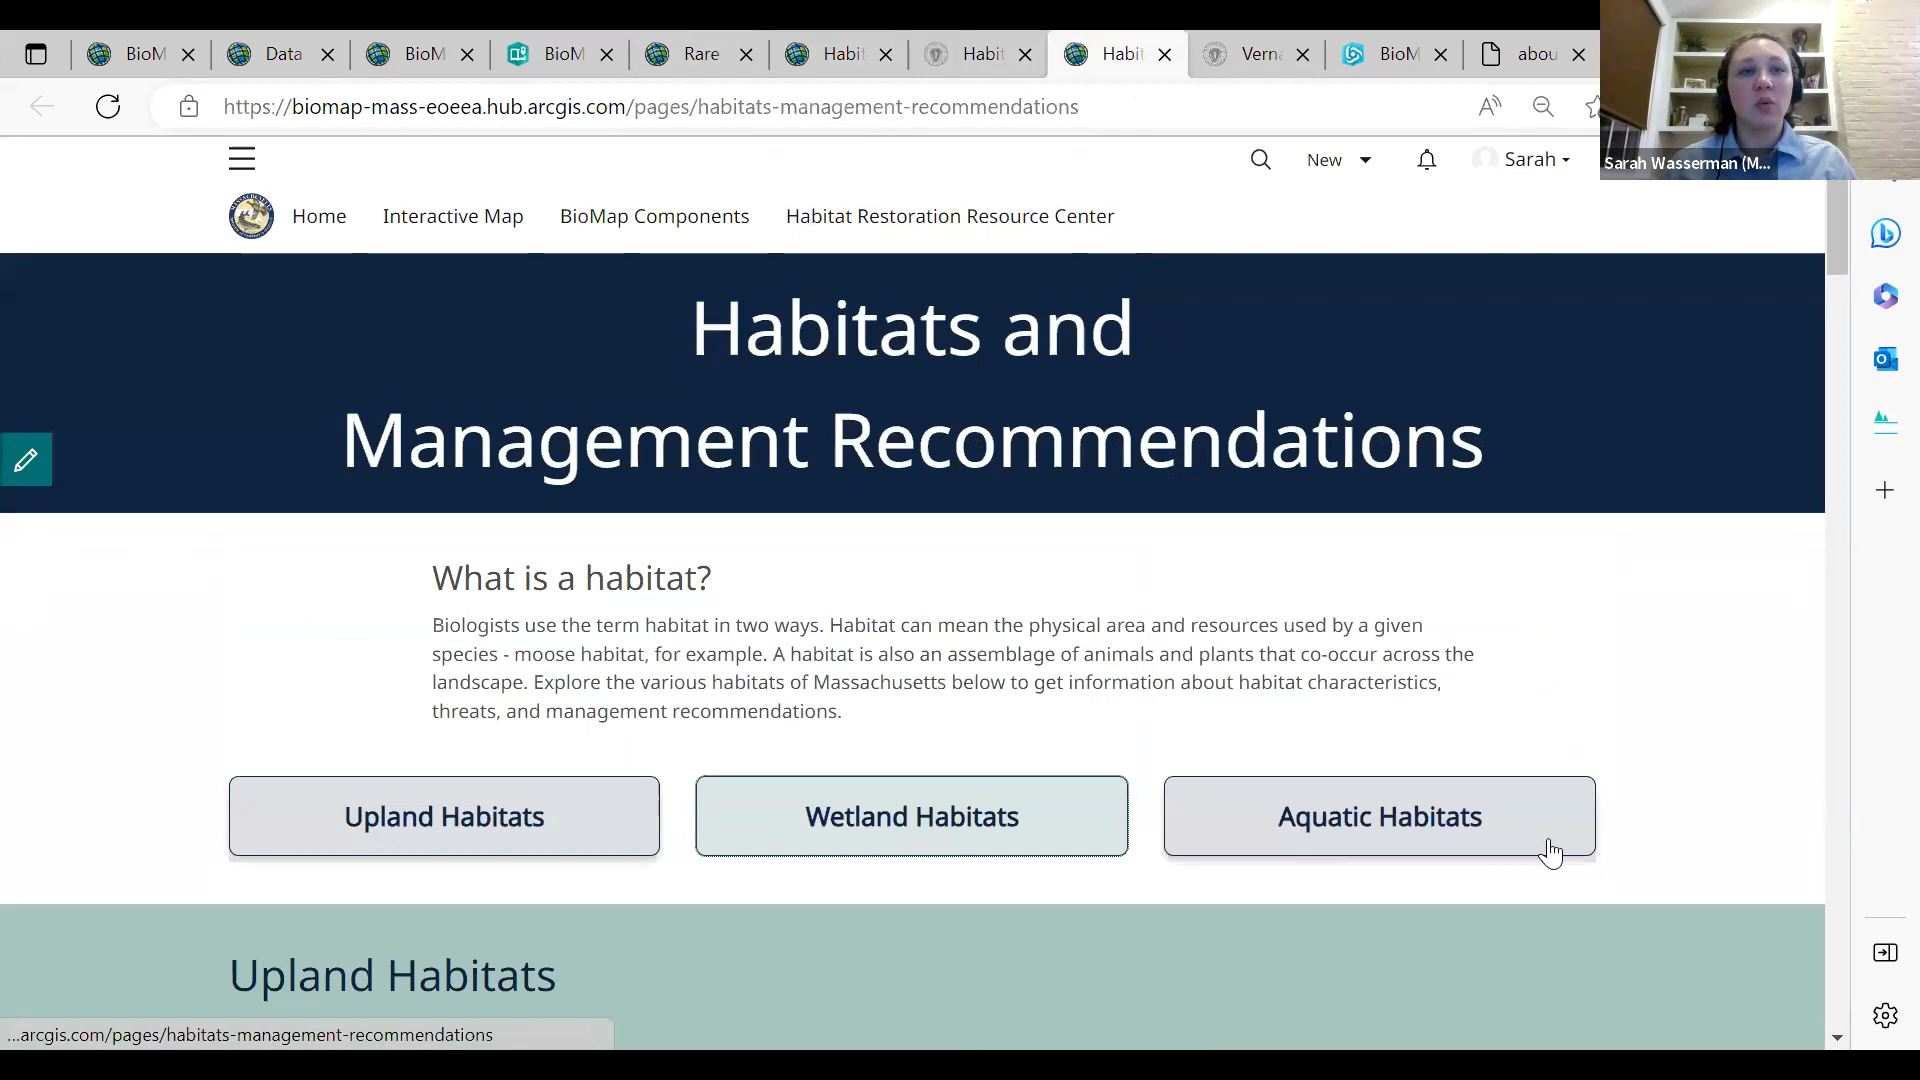 BioM
Data
BioM
BioM
Rare
Habit
Habit
Habit
Verna
BioM
abou
https://biomap-mass-eoeea.hub.arcgis.com/pages/habitats-management-recommendations
New
Sarah
Sarah Wasserman (M...
Home
Interactive Map
BioMap Components
Habitat Restoration Resource Center
Habitats and
Management Recommendations
What is a habitat?
Biologists use the term habitat in two ways. Habitat can mean the physical area and resources used by a given
species - moose habitat, for example. A habitat is also an assemblage of animals and plants that co-occur across the
landscape. Explore the various habitats of Massachusetts below to get information about habitat characteristics,
threats, and management recommendations.
Upland Habitats
Wetland Habitats
Aquatic Habitats
Upland Habitats
...arcgis.com/pages/habitats-management-recommendations